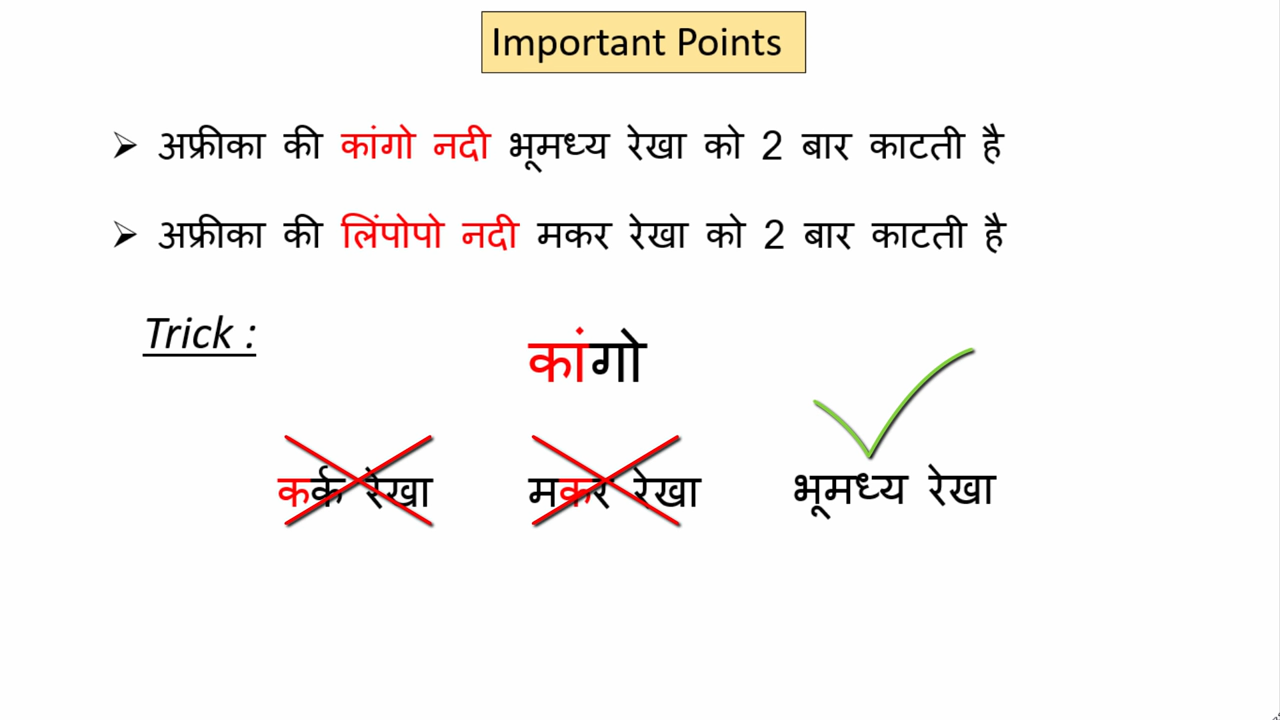 Important Points
➢ अफ्रीका की कांगो नदी भूमध्य रेखा को 2 बार काटती है
➢ अफ्रीका की लिंपोपो नदी मकर रेखा को 2 बार काटती है
Trick :
कांगो
कर्क रेखा मकर रेखा भूमध्य रेखा